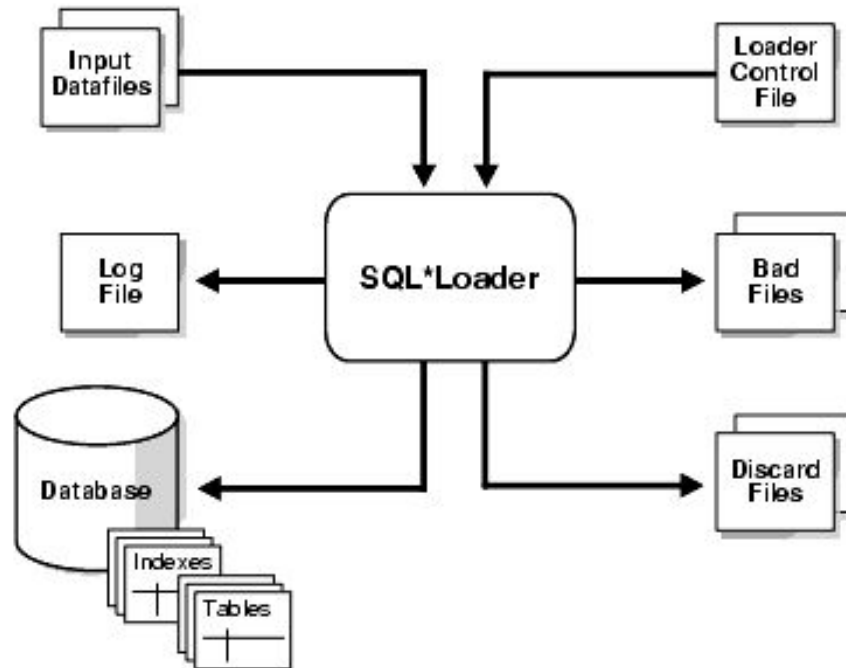 Input
Datafiles
Loader
Control
File
Log
File
SQL*Loader
Bad
Files
Database
Discard
Files
Indexes
Tables